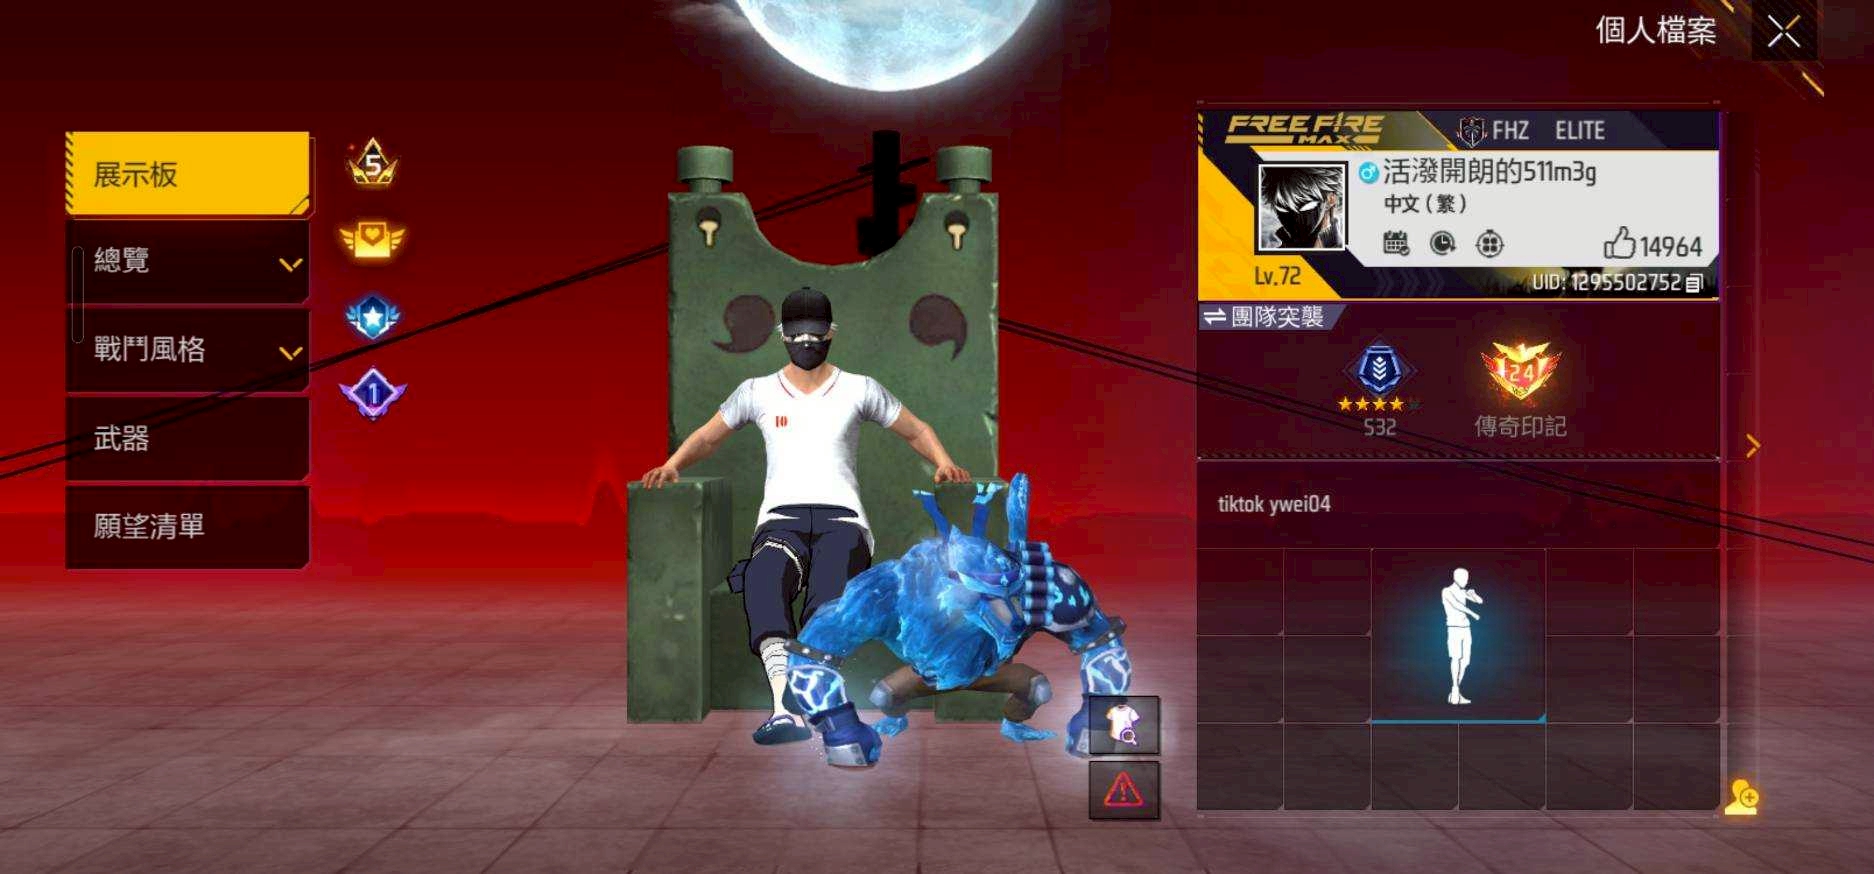 個人檔案
展示板
總覽
戰鬥風格
武器
願望清單
5
1
10
FREE FIRE
MAX
FHZ ELITE
活潑開朗的511m3g
中文（繁）
14964
Lv.72
UID: 1295502752
團隊突襲
24
S32
傳奇印記
tiktok ywei04